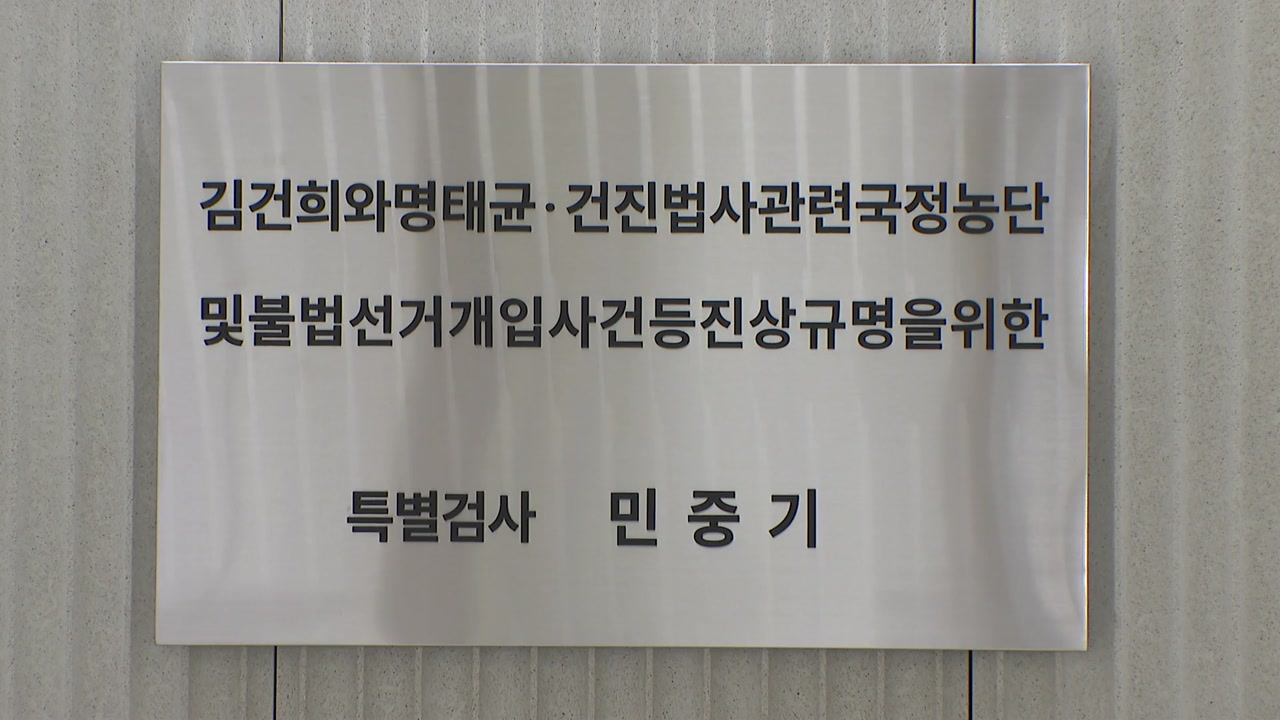 김건희와명태균·건진법사관련국정농단
및불법선거개입사건등진상규명을위한
특별검사 민중기